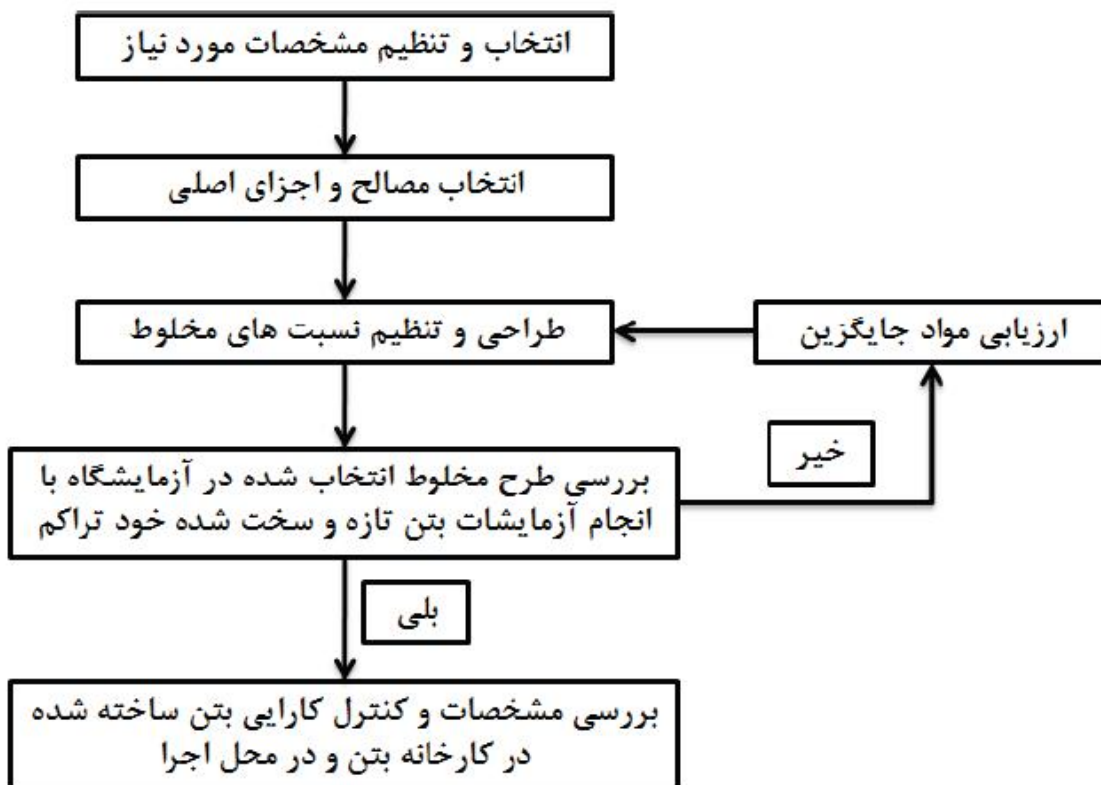 انتخاب و تنظیم مشخصات مورد نیاز
انتخاب مصالح و اجزای اصلی
طراحی و تنظیم نسبت های مخلوط
ارزیابی مواد جایگزین
خیر
بررسی طرح مخلوط انتخاب شده در آزمایشگاه با
انجام آزمایشات بتن تازه و سخت شده خود تراکم
بلی
بررسی مشخصات و کنترل کارایی بتن ساخته شده
در کارخانه بتن و در محل اجرا